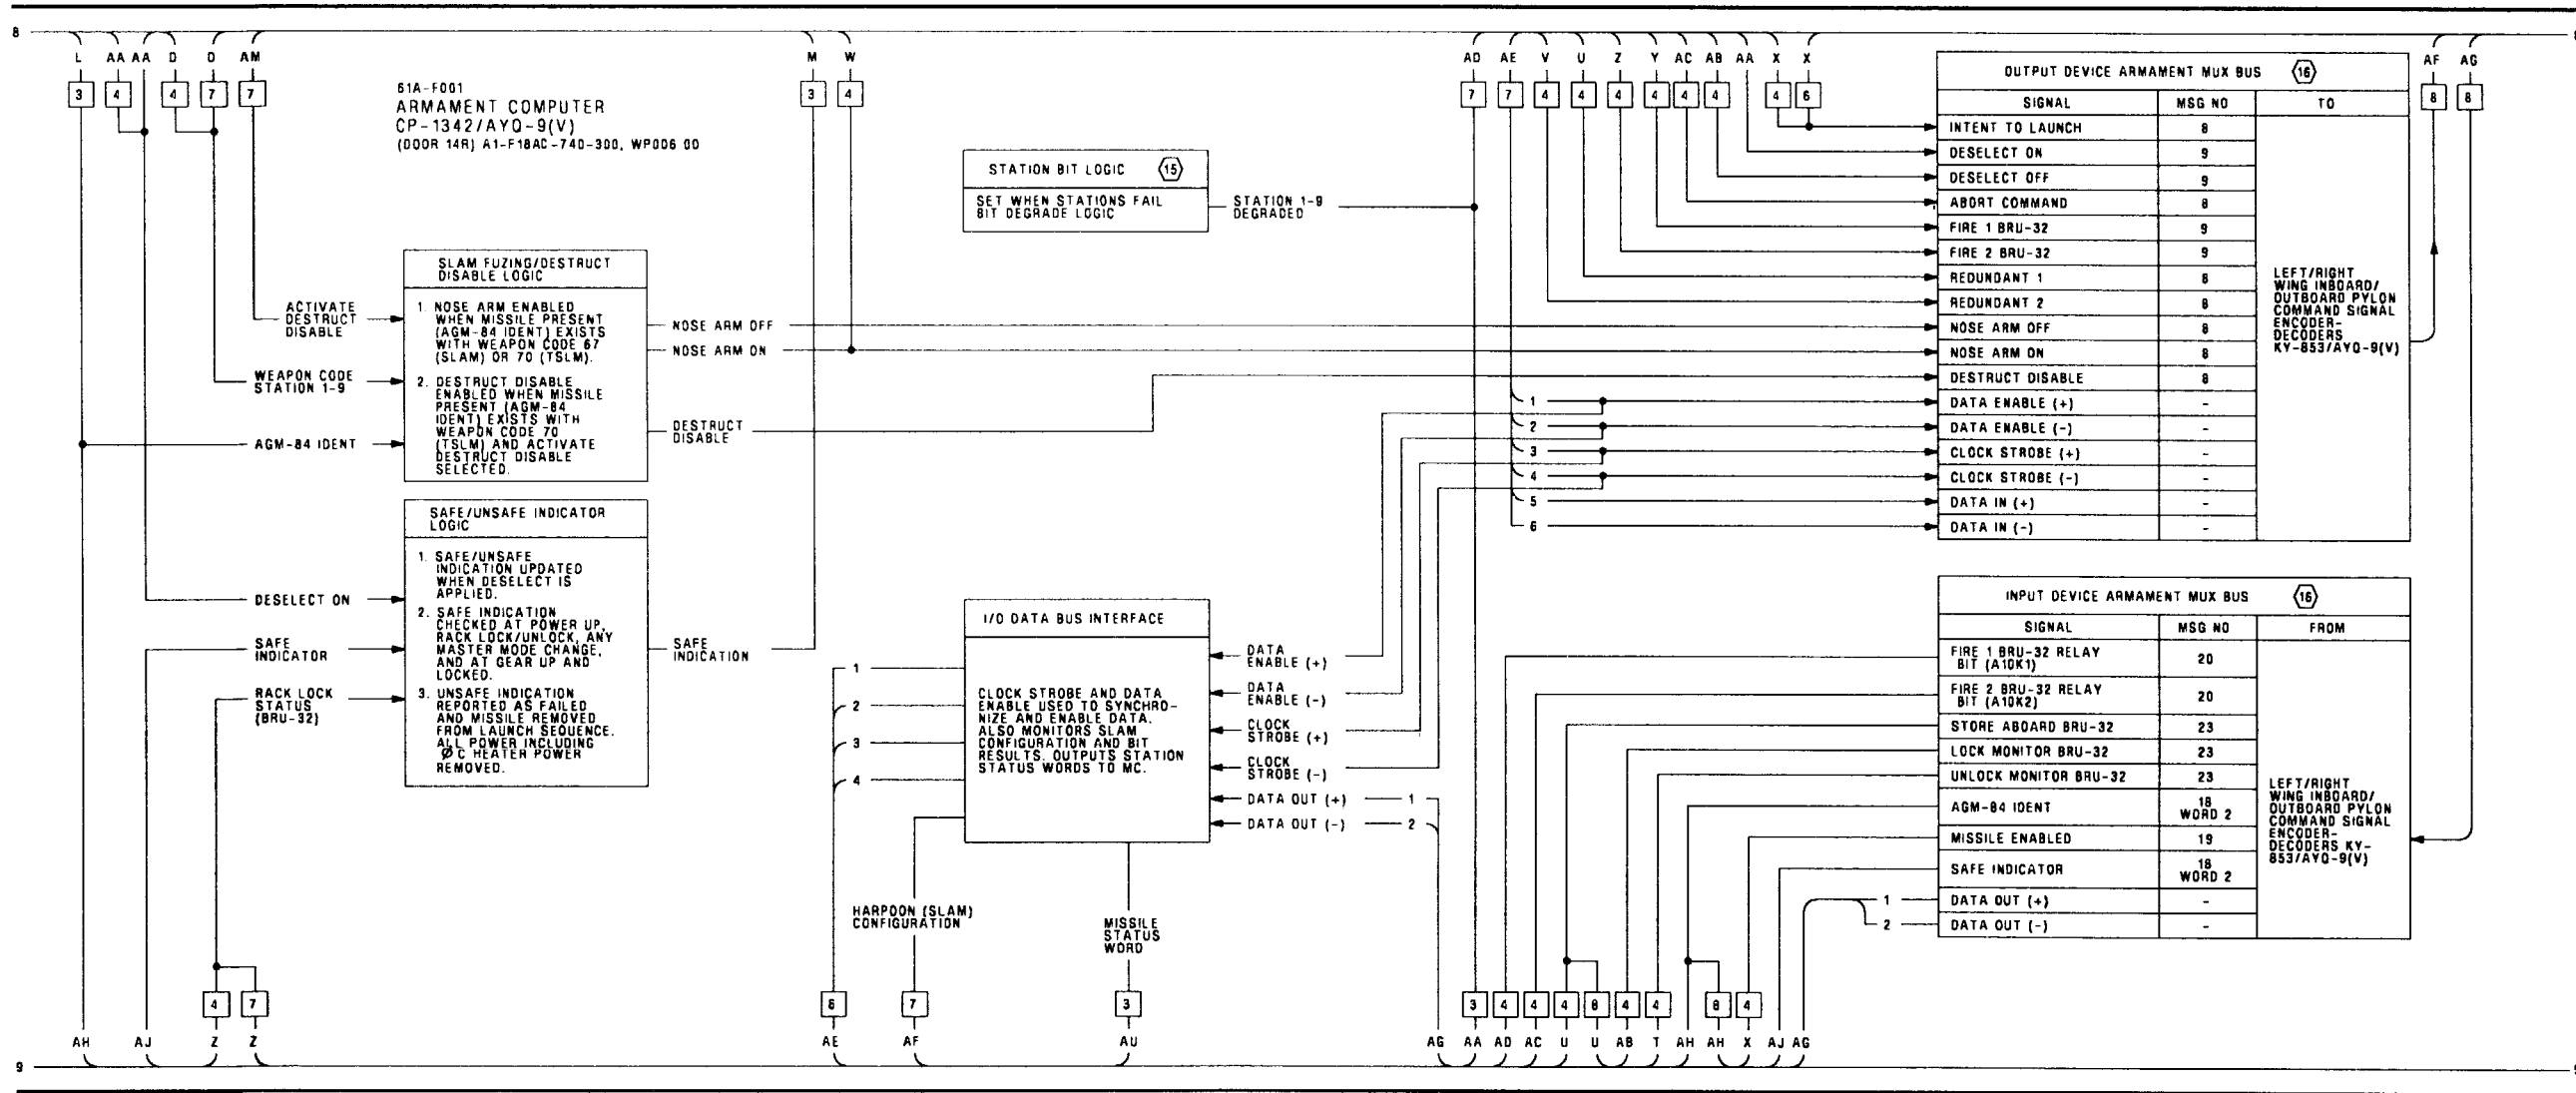 8
L AA AA D D AM M W AD AE V U Z Y AC AB AA X X AF AG
3 4 4 7 7 3 4 7 7 4 4 4 4 4 4 4 6 8 8
61A-F001
ARMAMENT COMPUTER
CP-1342/AYQ-9(V)
(DOOR 14R) A1-F18AC-740-300, WP006 00
STATION BIT LOGIC 15
SET WHEN STATIONS FAIL
BIT DEGRADE LOGIC
STATION 1-9
DEGRADED
SLAM FUZING/DESTRUCT
DISABLE LOGIC
1. NOSE ARM ENABLED
WHEN MISSILE PRESENT
(AGM-84 IDENT) EXISTS
WITH WEAPON CODE 67
(SLAM) OR 70 (TSLM).
2. DESTRUCT DISABLE
ENABLED WHEN MISSILE
PRESENT (AGM-84
IDENT) EXISTS WITH
WEAPON CODE 70
(TSLM) AND ACTIVATE
DESTRUCT DISABLE
SELECTED.
ACTIVATE
DESTRUCT
DISABLE
WEAPON CODE
STATION 1-9
AGM-84 IDENT
NOSE ARM OFF
NOSE ARM ON
DESTRUCT
DISABLE
SAFE/UNSAFE INDICATOR
LOGIC
1. SAFE/UNSAFE
INDICATION UPDATED
WHEN DESELECT IS
APPLIED.
2. SAFE INDICATION
CHECKED AT POWER UP,
RACK LOCK/UNLOCK, ANY
MASTER MODE CHANGE,
AND AT GEAR UP AND
LOCKED.
3. UNSAFE INDICATION
REPORTED AS FAILED
AND MISSILE REMOVED
FROM LAUNCH SEQUENCE.
ALL POWER INCLUDING
ØC HEATER POWER
REMOVED.
DESELECT ON
SAFE
INDICATOR
RACK LOCK
STATUS
(BRU-32)
SAFE
INDICATION
I/O DATA BUS INTERFACE
CLOCK STROBE AND DATA
ENABLE USED TO SYNCHRO-
NIZE AND ENABLE DATA.
ALSO MONITORS SLAM
CONFIGURATION AND BIT
RESULTS. OUTPUTS STATION
STATUS WORDS TO MC.
1
2
3
4
DATA
ENABLE (+)
DATA
ENABLE (-)
CLOCK
STROBE (+)
CLOCK
STROBE (-)
DATA OUT (+) 1
DATA OUT (-) 2
HARPOON (SLAM)
CONFIGURATION
MISSILE
STATUS
WORD
OUTPUT DEVICE ARMAMENT MUX BUS 16
SIGNAL MSG NO TO
INTENT TO LAUNCH 8
DESELECT ON 9
DESELECT OFF 9
ABORT COMMAND 8
FIRE 1 BRU-32 9
FIRE 2 BRU-32 9
REDUNDANT 1 8
REDUNDANT 2 8
NOSE ARM OFF 8
NOSE ARM ON 8
DESTRUCT DISABLE 8
1 DATA ENABLE (+) -
2 DATA ENABLE (-) -
3 CLOCK STROBE (+) -
4 CLOCK STROBE (-) -
5 DATA IN (+) -
6 DATA IN (-) -
LEFT/RIGHT
WING INBOARD/
OUTBOARD PYLON
COMMAND SIGNAL
ENCODER-
DECODERS
KY-853/AYQ-9(V)
INPUT DEVICE ARMAMENT MUX BUS 16
SIGNAL MSG NO FROM
FIRE 1 BRU-32 RELAY
BIT (A10K1) 20
FIRE 2 BRU-32 RELAY
BIT (A10K2) 20
STORE ABOARD BRU-32 23
LOCK MONITOR BRU-32 23
UNLOCK MONITOR BRU-32 23
AGM-84 IDENT 18
WORD 2
MISSILE ENABLED 19
SAFE INDICATOR 18
WORD 2
1 DATA OUT (+) -
2 DATA OUT (-) -
LEFT/RIGHT
WING INBOARD/
OUTBOARD PYLON
COMMAND SIGNAL
ENCODER-
DECODERS KY-
853/AYQ-9(V)
4 7 7 3 3 4 4 4 8 4 4 8 4
AH AJ Z Z AE AF AU AG AA AD AC U U AB T AH AH X AJ AG
9